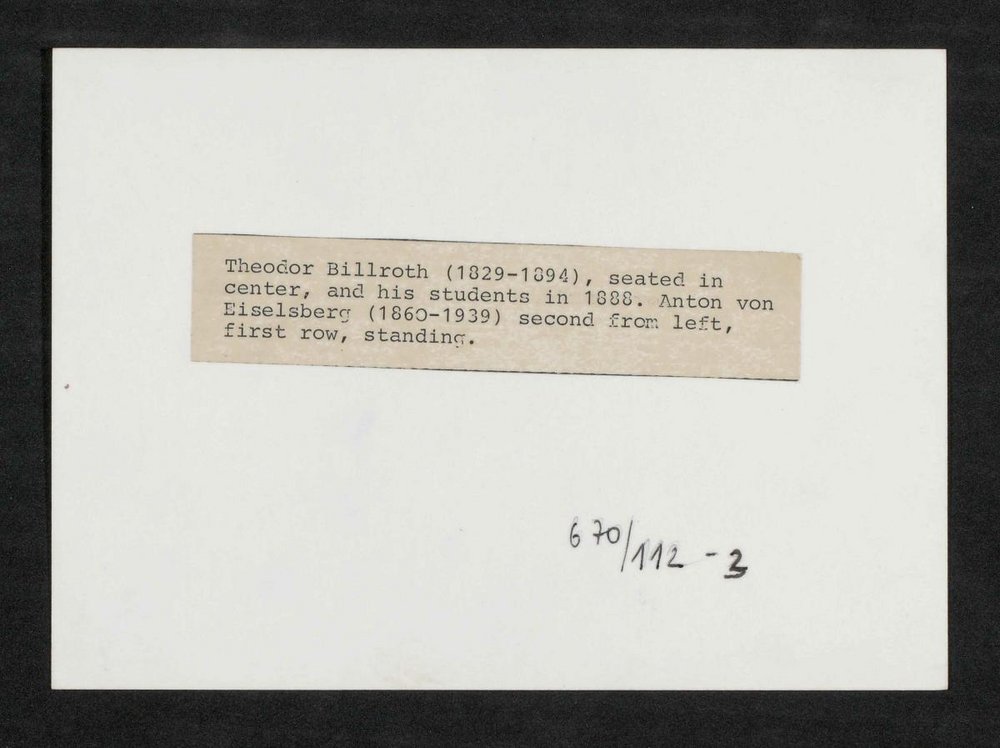 Theodor Billroth (1829-1894), seated in
center, and his students in 1888. Anton von
Eiselsberg (1860-1939) second from left,
first row, standing.
670/112 - 3